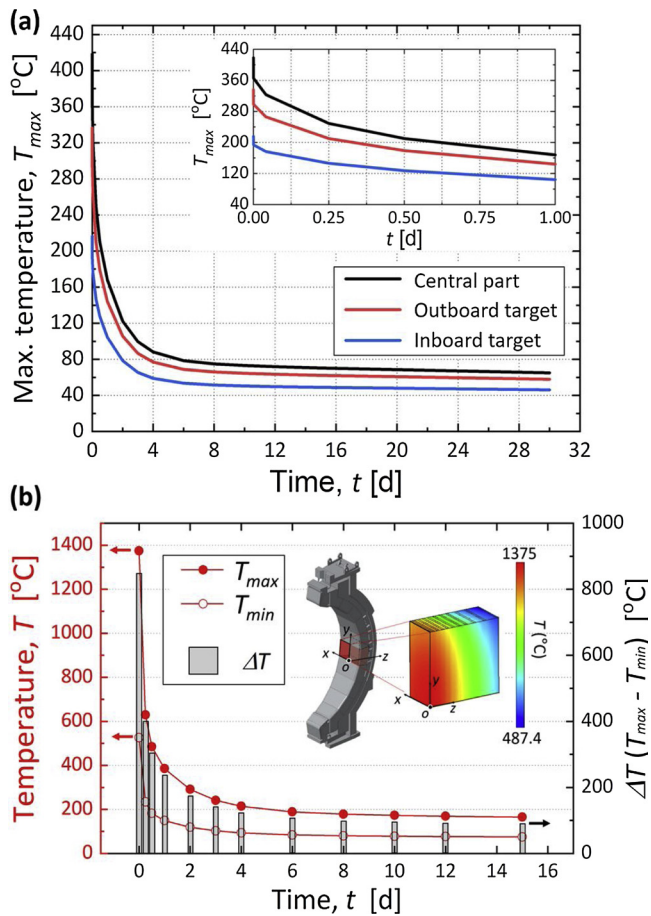 (a)
Max. temperature, Tmax [°C]
440
400
360
320
280
240
200
160
120
80
40
0
0 4 8 12 16 20 24 28 32
Time, t [d]
Tmax [°C]
440
360
280
200
120
40
0.00 0.25 0.50 0.75 1.00
t [d]
Central part
Outboard target
Inboard target
(b)
Temperature, T [°C]
1400
1200
1000
800
600
400
200
0
0 2 4 6 8 10 12 14 16
Time, t [d]
Tmax
Tmin
ΔT
y
x
z
o
x
y
o
z
1375
T (°C)
487.4
1000
800
600
400
200
0
ΔT (Tmax - Tmin) [°C]